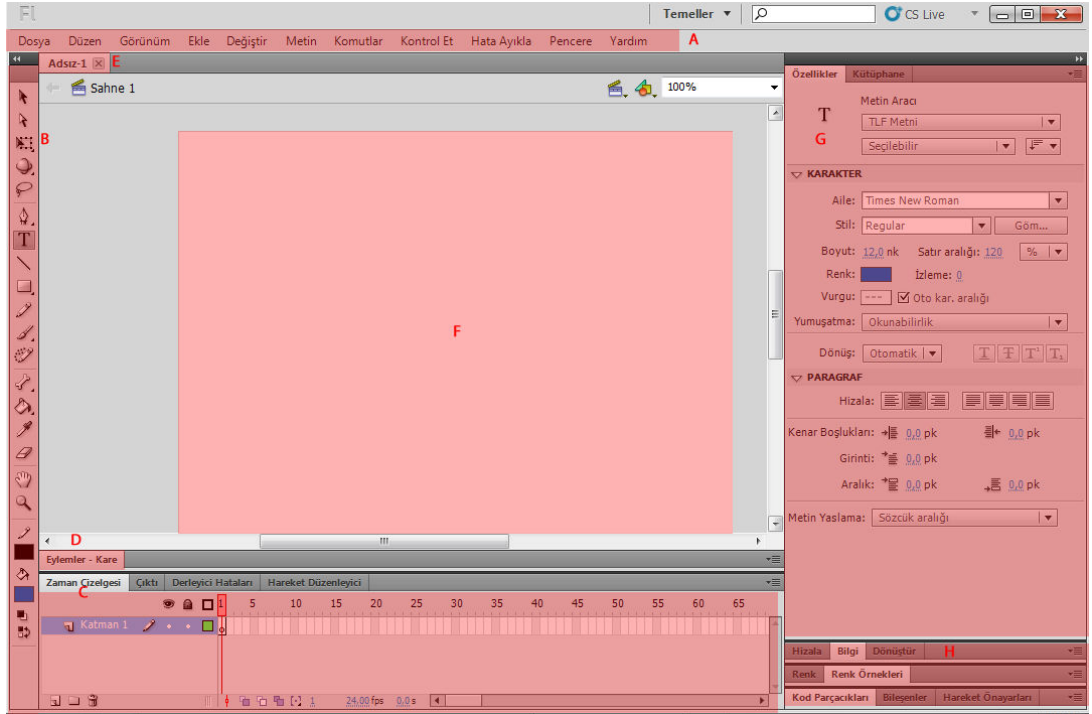 Fl Temeller CS Live
Dosya Düzen Görünüm Ekle Değiştir Metin Komutlar Kontrol Et Hata Ayıkla Pencere Yardım A
Adsız-1 E
Sahne 1 100%
B
F
D
Eylemler - Kare
Zaman Çizelgesi Çıktı Derleyici Hataları Hareket Düzenleyici
C
1 5 10 15 20 25 30 35 40 45 50 55 60 65
Katman 1
1 24,00 fps 0,0 s
Özellikler Kütüphane
Metin Aracı
T TLF Metni
G Seçilebilir
KARAKTER
Aile: Times New Roman
Stil: Regular Göm...
Boyut: 12,0 nk Satır aralığı: 120 %
Renk: İzleme: 0
Vurgu: --- Oto kar. aralığı
Yumuşatma: Okunabilirlik
Dönüş: Otomatik T T T¹ T₁
PARAGRAF
Hizala:
Kenar Boşlukları: 0,0 pk 0,0 pk
Girinti: 0,0 pk
Aralık: 0,0 pk 0,0 pk
Metin Yaslama: Sözcük aralığı
Hizala Bilgi Dönüştür H
Renk Renk Örnekleri
Kod Parçacıkları Bileşenler Hareket Önayarları